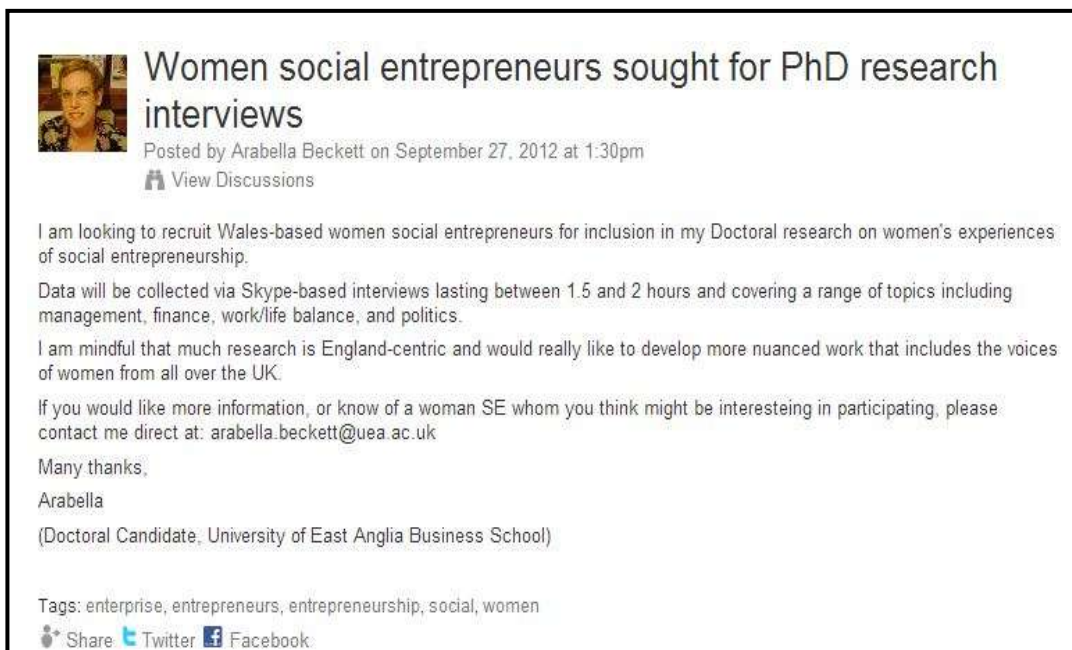 Women social entrepreneurs sought for PhD research
interviews
Posted by Arabella Beckett on September 27, 2012 at 1:30pm
View Discussions
I am looking to recruit Wales-based women social entrepreneurs for inclusion in my Doctoral research on women's experiences
of social entrepreneurship.
Data will be collected via Skype-based interviews lasting between 1.5 and 2 hours and covering a range of topics including
management, finance, work/life balance, and politics.
I am mindful that much research is England-centric and would really like to develop more nuanced work that includes the voices
of women from all over the UK.
If you would like more information, or know of a woman SE whom you think might be interesteing in participating, please
contact me direct at: arabella.beckett@uea.ac.uk
Many thanks,
Arabella
(Doctoral Candidate, University of East Anglia Business School)
Tags: enterprise, entrepreneurs, entrepreneurship, social, women
Share Twitter Facebook